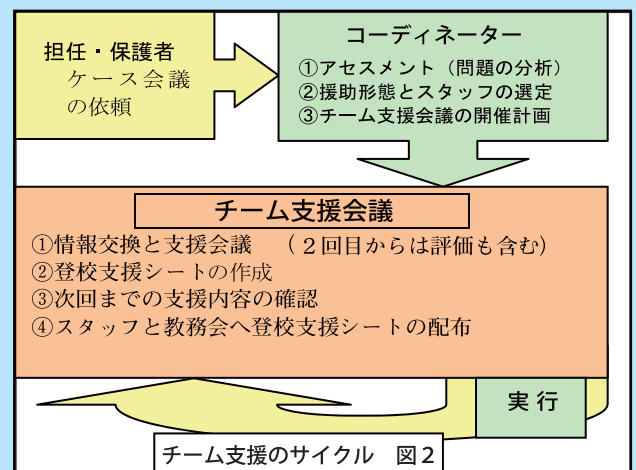 担任・保護者
ケース会議
の依頼
コーディネーター
①アセスメント（問題の分析）
②援助形態とスタッフの選定
③チーム支援会議の開催計画
チーム支援会議
①情報交換と支援会議　（２回目からは評価も含む）
②登校支援シートの作成
③次回までの支援内容の確認
④スタッフと教務会へ登校支援シートの配布
実 行
チーム支援のサイクル　図２